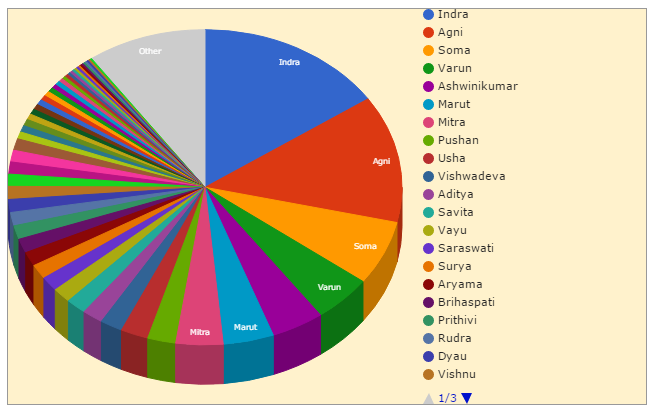 Other
Indra
Agni
Soma
Varun
Marut
Mitra
Indra
Agni
Soma
Varun
Ashwinikumar
Marut
Mitra
Pushan
Usha
Vishwadeva
Aditya
Savita
Vayu
Saraswati
Surya
Aryama
Brihaspati
Prithivi
Rudra
Dyau
Vishnu
1/3